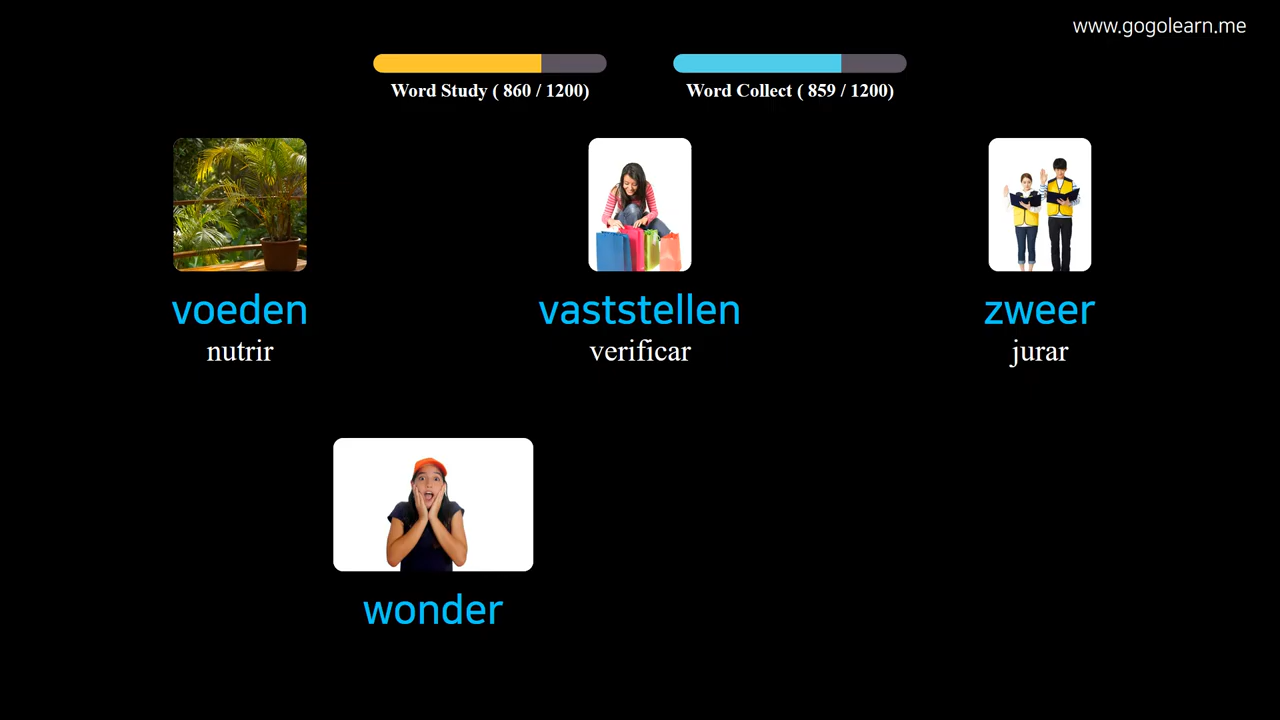 www.gogolearn.me
Word Study ( 860 / 1200)
Word Collect ( 859 / 1200)
voeden
nutrir
vaststellen
verificar
zweer
jurar
wonder